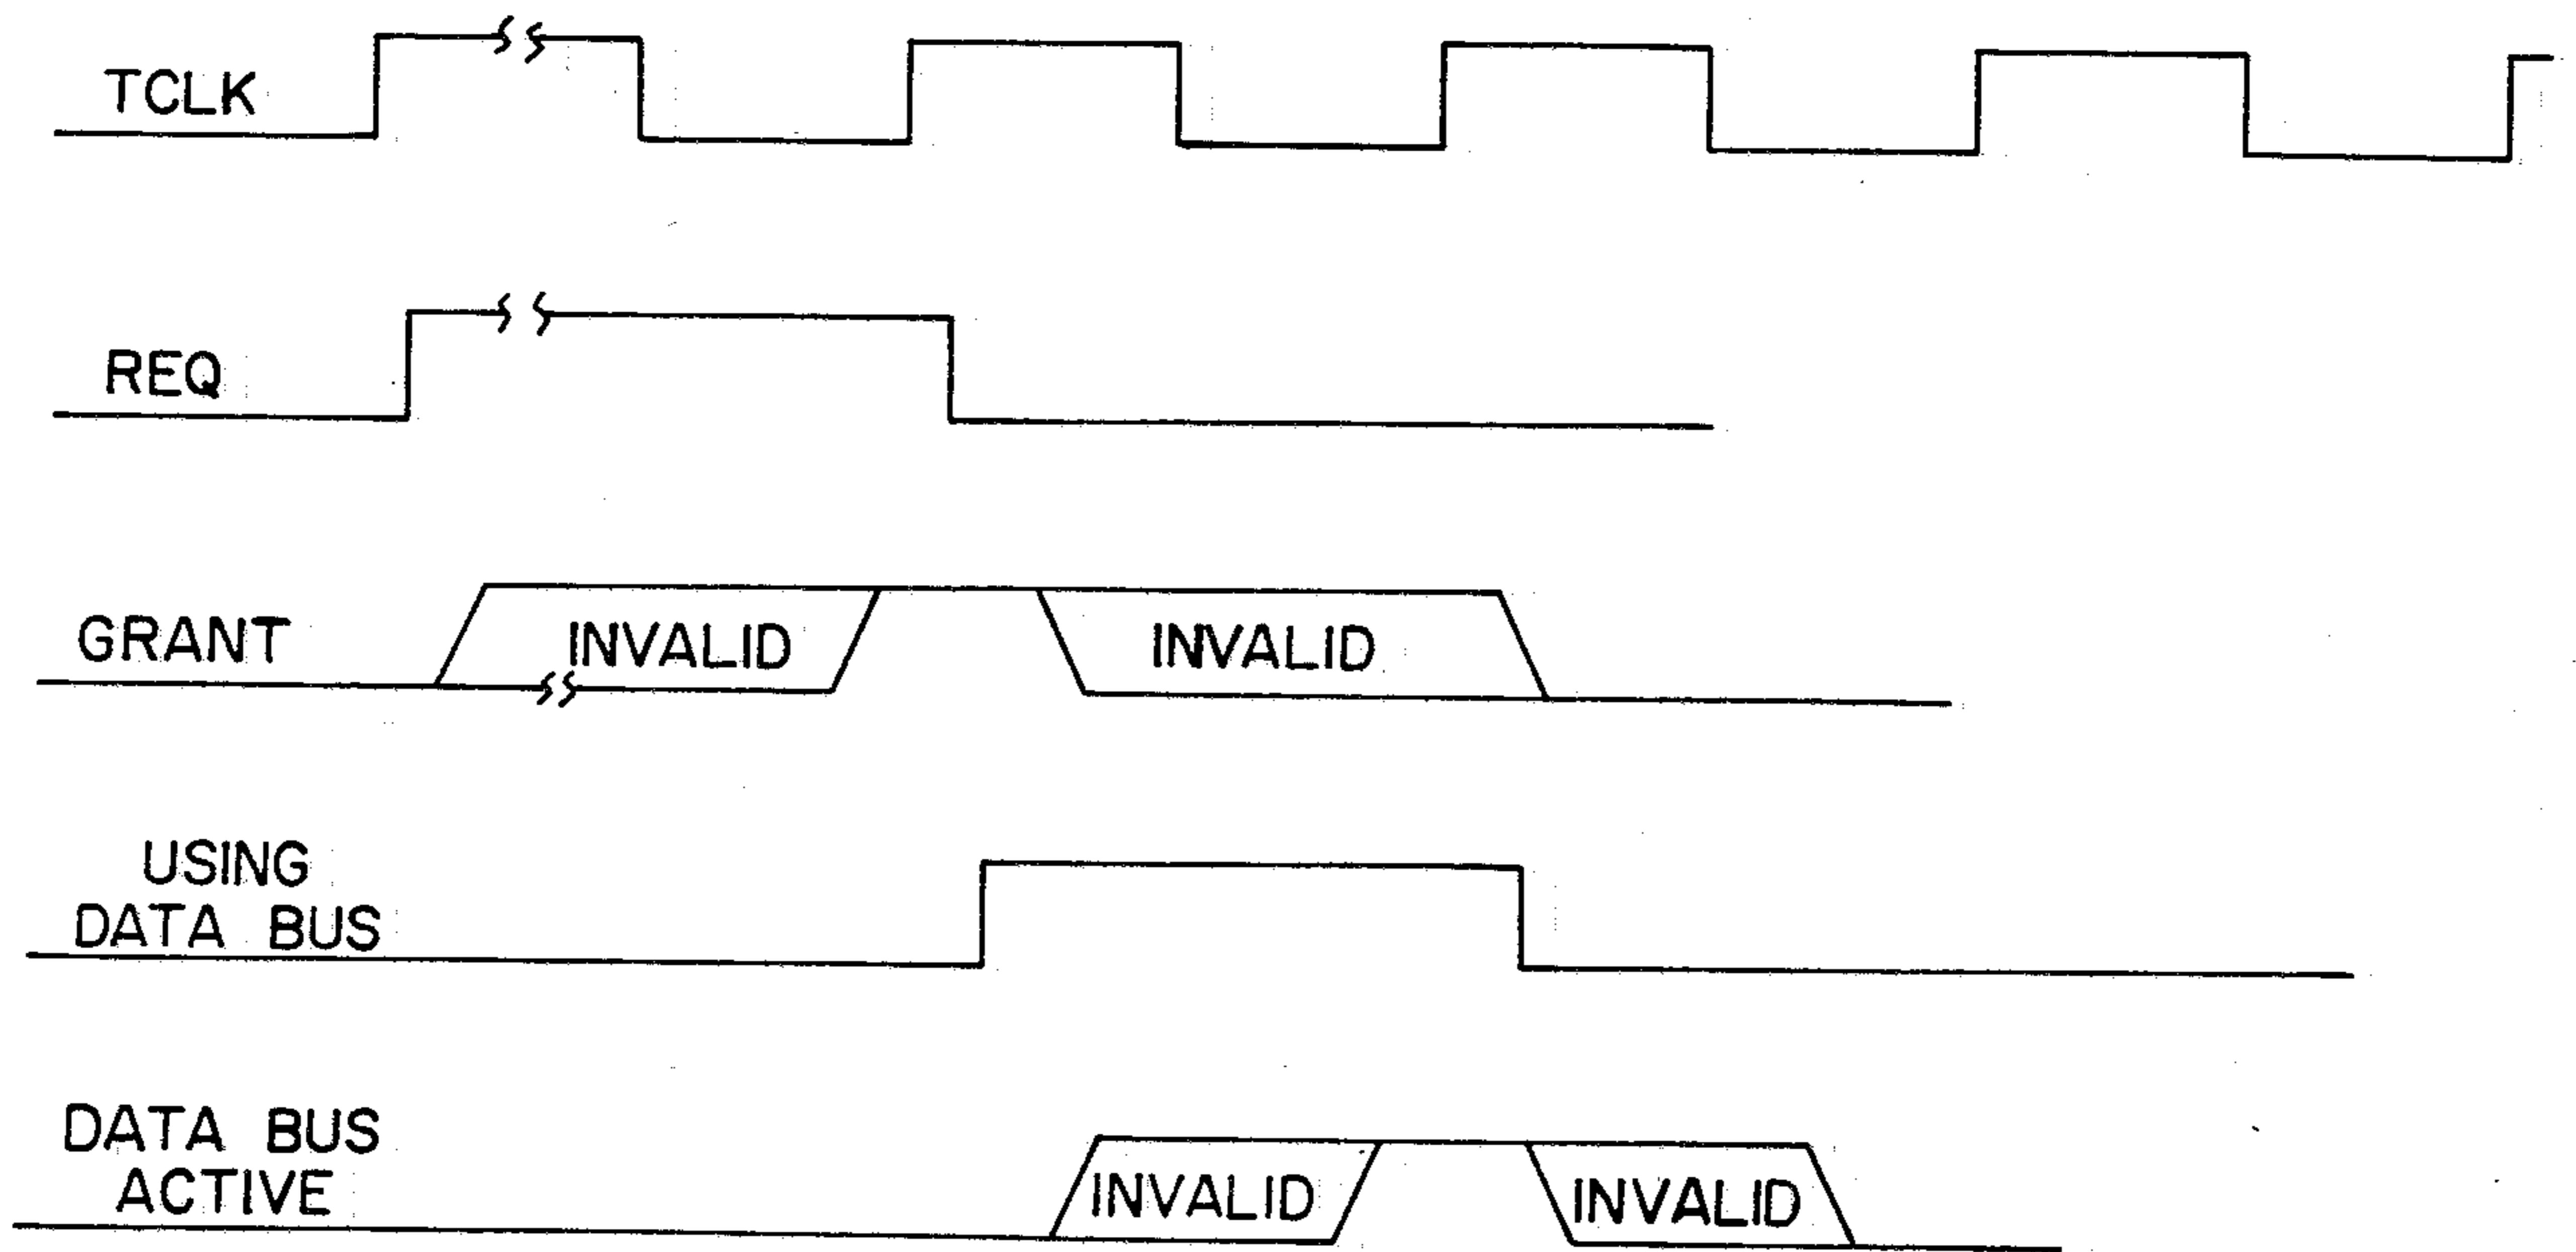 TCLK
REQ
GRANT
INVALID
INVALID
USING
DATA BUS
DATA BUS
ACTIVE
INVALID
INVALID